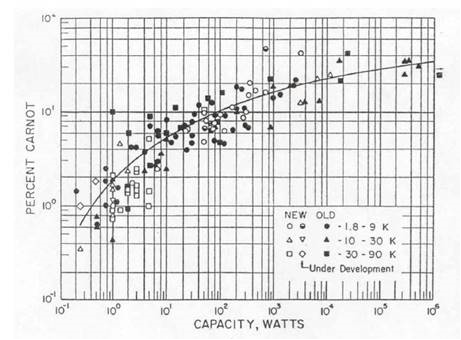 10²
10¹
10⁰
10⁻¹
PERCENT CARNOT
NEW OLD
-1.8-9 K
-10-30 K
-30-90 K
Under Development
10⁻¹ 10⁰ 10¹ 10² 10³ 10⁴ 10⁵ 10⁶
CAPACITY, WATTS